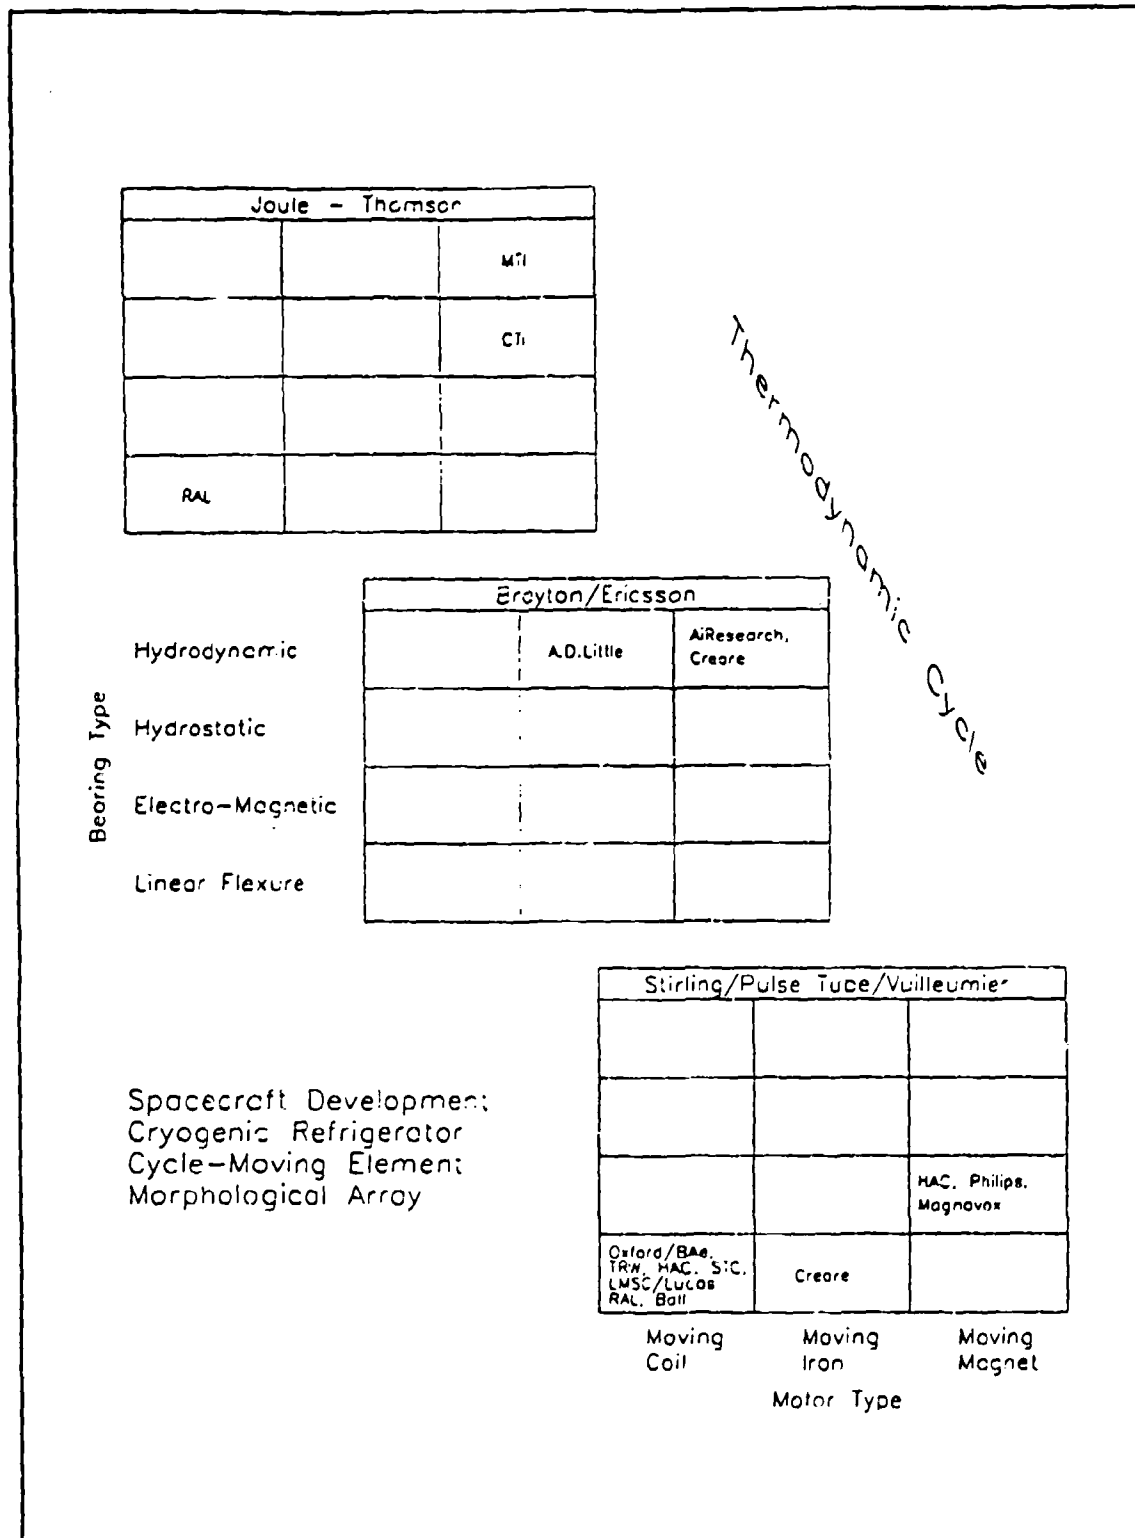 Joule - Thomson
MTI
CTI
RAL
Thermodynamic Cycle
Brayton/Ericsson
Hydrodynamic
A.D.Little
AiResearch,
Creare
Hydrostatic
Bearing Type
Electro-Magnetic
Linear Flexure
Stirling/Pulse Tube/Vuilleumier
Spacecraft Development
Cryogenic Refrigerator
Cycle-Moving Element
Morphological Array
HAC, Philips,
Magnavox
Oxford/BAe,
TRW, HAC, STC,
LMSC/Lucas
RAL, Ball
Creare
Moving
Coil
Moving
Iron
Moving
Magnet
Motor Type